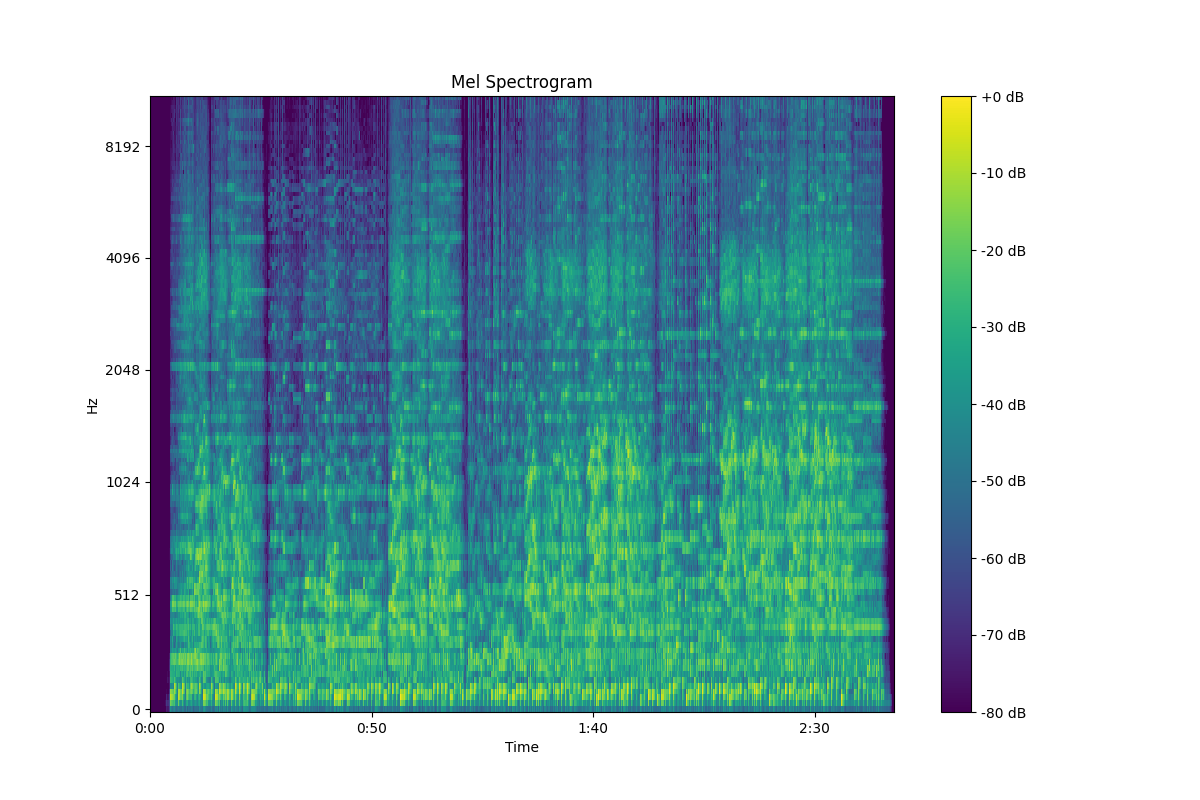 Mel Spectrogram
+0 dB
8192
-10 dB
-20 dB
4096
-30 dB
2048
-40 dB
Hz
1024
-50 dB
-60 dB
512
-70 dB
0
-80 dB
0:00 0:50 1:40 2:30
Time